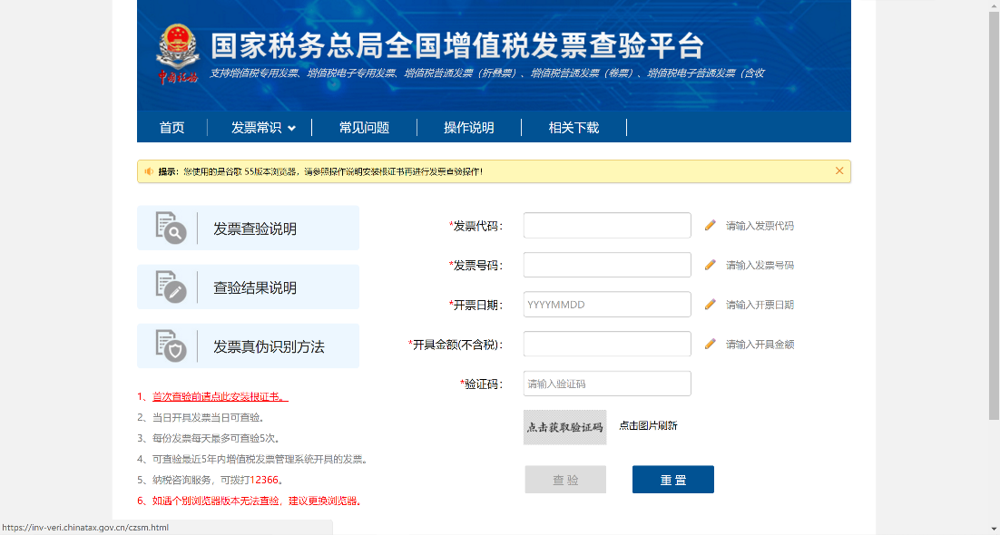 中国税务
国家税务总局全国增值税发票查验平台
支持增值税专用发票、增值税电子专用发票、增值税普通发票（折叠票）、增值税普通发票（卷票）、增值税电子普通发票（含收
首页 发票常识 常见问题 操作说明 相关下载
提示：您使用的是谷歌 55版本浏览器，请参照操作说明安装根证书再进行发票查验操作！
发票查验说明
查验结果说明
发票真伪识别方法
1、首次查验前请点此安装根证书。
2、当日开具发票当日可查验。
3、每份发票每天最多可查验5次。
4、可查验最近5年内增值税发票管理系统开具的发票。
5、纳税咨询服务，可拨打12366。
6、如遇个别浏览器版本无法查验，建议更换浏览器。
*发票代码： 请输入发票代码
*发票号码： 请输入发票号码
*开票日期： YYYYMMDD 请输入开票日期
*开具金额(不含税)： 请输入开具金额
*验证码： 请输入验证码
点击获取验证码 点击图片刷新
查 验 重 置
https://inv-veri.chinatax.gov.cn/czsm.html